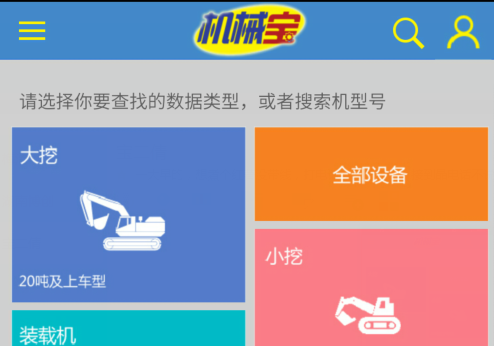 机械宝
请选择你要查找的数据类型，或者搜索机型号
大挖
20吨及上车型
全部设备
小挖
装载机